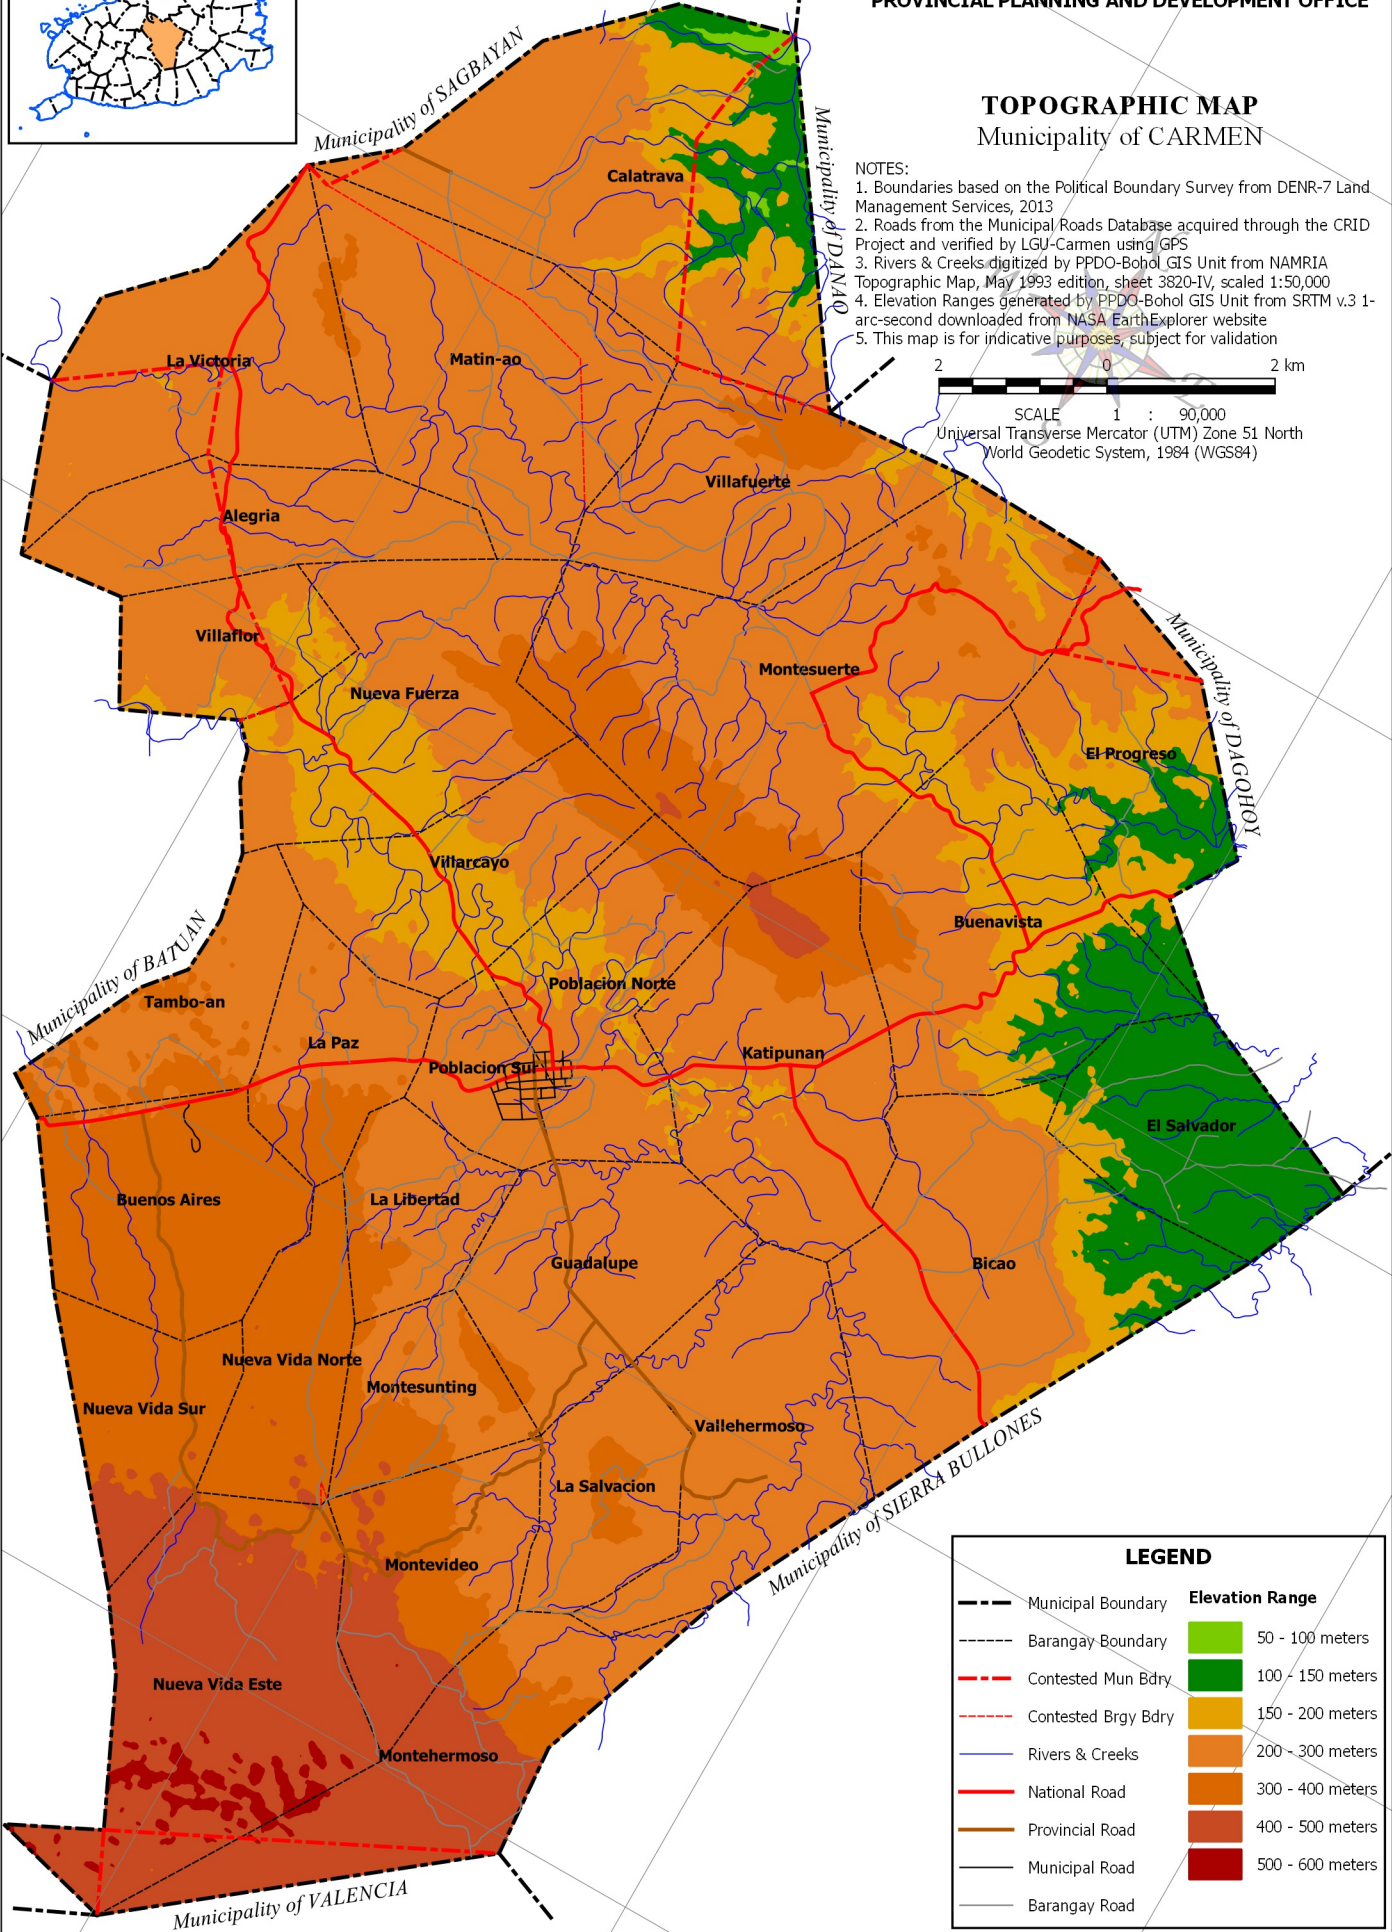 PROVINCIAL PLANNING AND DEVELOPMENT OFFICE
TOPOGRAPHIC MAP
Municipality of CARMEN
NOTES:
1. Boundaries based on the Political Boundary Survey from DENR-7 Land
Management Services, 2013
2. Roads from the Municipal Roads Database acquired through the CRID
Project and verified by LGU-Carmen using GPS
3. Rivers & Creeks digitized by PPDO-Bohol GIS Unit from NAMRIA
Topographic Map, May 1993 edition, sheet 3820-IV, scaled 1:50,000
4. Elevation Ranges generated by PPDO-Bohol GIS Unit from SRTM v.3 1-
arc-second downloaded from NASA EarthExplorer website
5. This map is for indicative purposes, subject for validation
2 0 2 km
SCALE 1 : 90,000
Universal Transverse Mercator (UTM) Zone 51 North
World Geodetic System, 1984 (WGS84)
N
W
E
S
Municipality of SAGBAYAN
Municipality of DANAO
Calatrava
La Victoria
Matin-ao
Villafuerte
Alegria
Villaflor
Nueva Fuerza
Montesuerte
Municipality of DAGOHOY
El Progreso
Villarcayo
Buenavista
Municipality of BATUAN
Tambo-an
Poblacion Norte
La Paz
Poblacion Sur
Katipunan
El Salvador
Buenos Aires
La Libertad
Guadalupe
Bicao
Nueva Vida Norte
Montesunting
Nueva Vida Sur
Vallehermoso
La Salvacion
Municipality of SIERRA BULLONES
Montevideo
Nueva Vida Este
Montehermoso
Municipality of VALENCIA
LEGEND
Municipal Boundary
Barangay Boundary
Contested Mun Bdry
Contested Brgy Bdry
Rivers & Creeks
National Road
Provincial Road
Municipal Road
Barangay Road
Elevation Range
50 - 100 meters
100 - 150 meters
150 - 200 meters
200 - 300 meters
300 - 400 meters
400 - 500 meters
500 - 600 meters